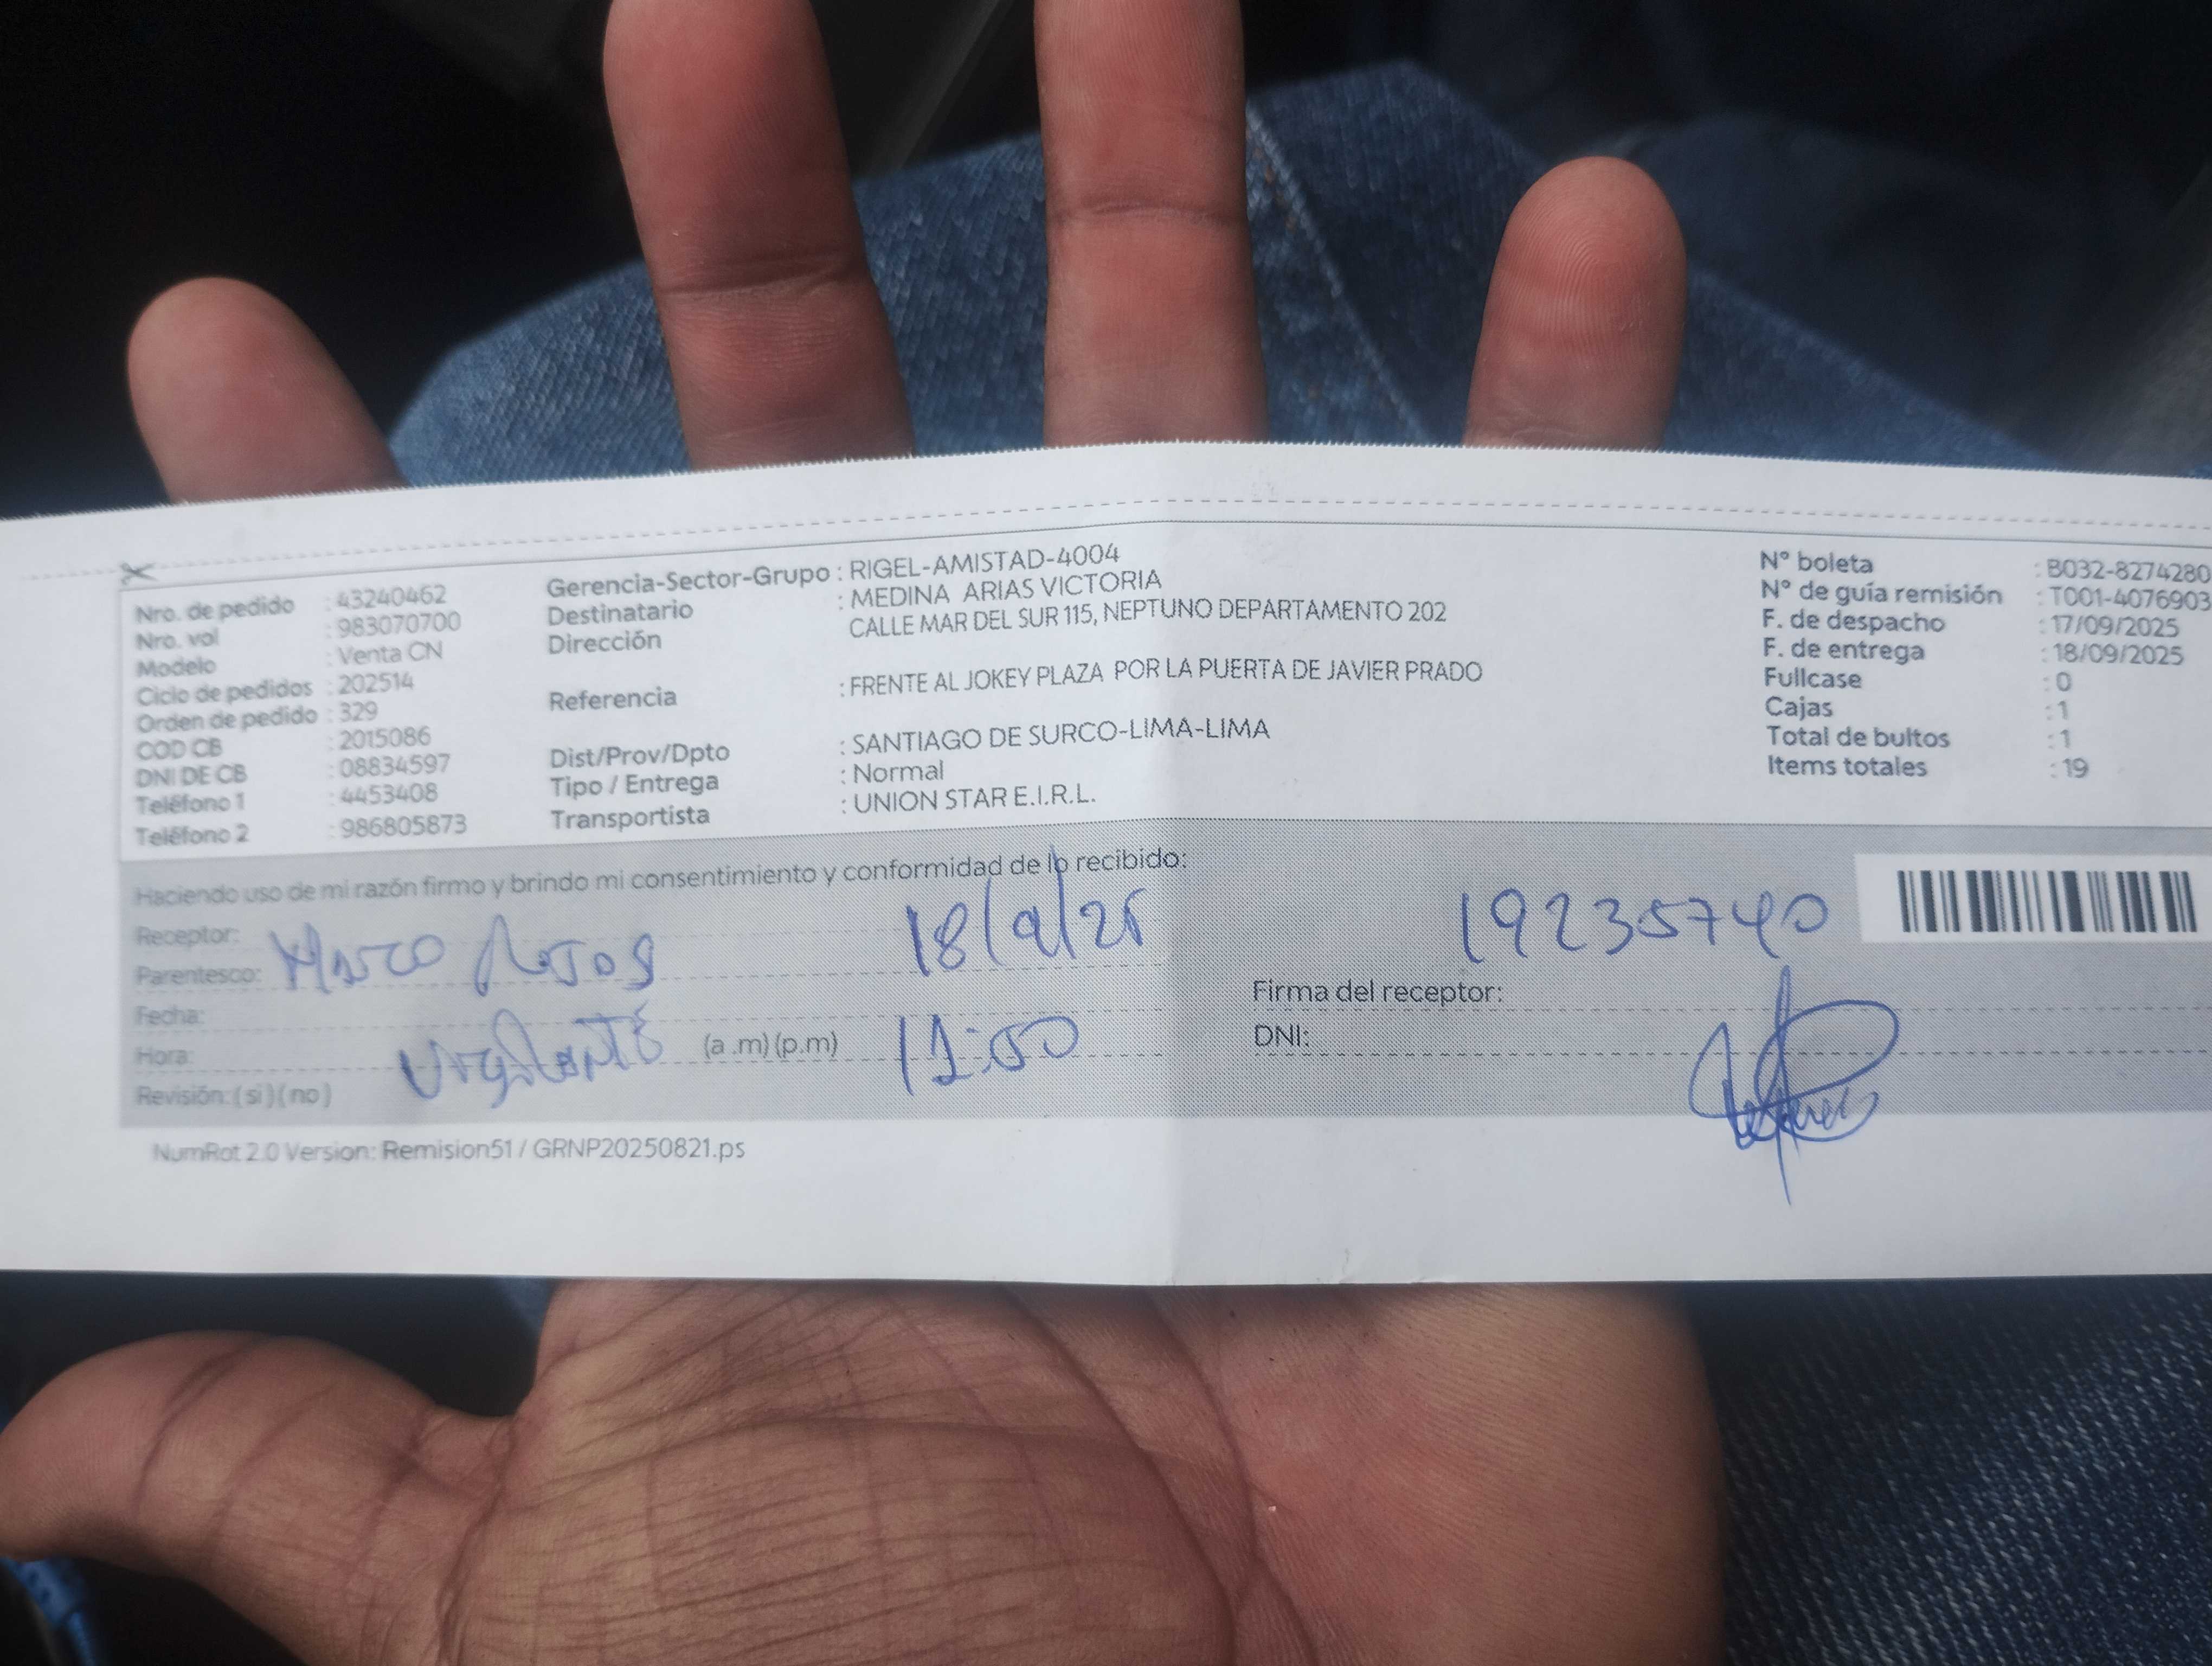 Nro. de pedido : 43240462
Nro. vol : 983070700
Modelo : Venta CN
Ciclo de pedidos : 202514
Orden de pedido : 329
COD CB : 2015086
DNI DE CB : 08834597
Teléfono 1 : 4453408
Teléfono 2 : 986805873
Gerencia-Sector-Grupo : RIGEL-AMISTAD-4004
Destinatario : MEDINA ARIAS VICTORIA
Dirección CALLE MAR DEL SUR 115, NEPTUNO DEPARTAMENTO 202
Referencia : FRENTE AL JOKEY PLAZA POR LA PUERTA DE JAVIER PRADO
Dist/Prov/Dpto : SANTIAGO DE SURCO-LIMA-LIMA
Tipo / Entrega : Normal
Transportista : UNION STAR E.I.R.L.
N° boleta : B032-8274280
N° de guía remisión : T001-4076903
F. de despacho : 17/09/2025
F. de entrega : 18/09/2025
Fullcase : 0
Cajas : 1
Total de bultos : 1
Items totales : 19
Haciendo uso de mi razón firmo y brindo mi consentimiento y conformidad de lo recibido:
Receptor:
Marco 18/9/25 19235740
Parentesco:
Firma del receptor:
Fecha:
Vigilante (a .m) (p.m)
DNI:
Hora:
Revisión: ( si ) ( no )
NumRot 2.0 Version: Remision51 / GRNP20250821.ps